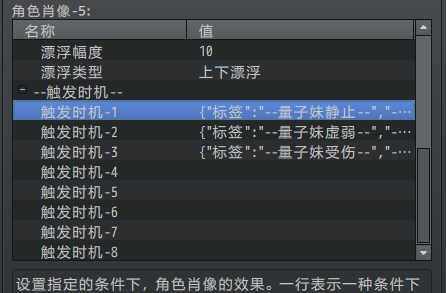 角色肖像-5:
名称 值
漂浮幅度 10
漂浮类型 上下漂浮
--触发时机--
触发时机-1 {"标签":"--量子妹静止--","-…
触发时机-2 {"标签":"--量子妹虚弱--","-…
触发时机-3 {"标签":"--量子妹受伤--","-…
触发时机-4
触发时机-5
触发时机-6
触发时机-7
触发时机-8
设置指定的条件下，角色肖像的效果。一行表示一种条件下